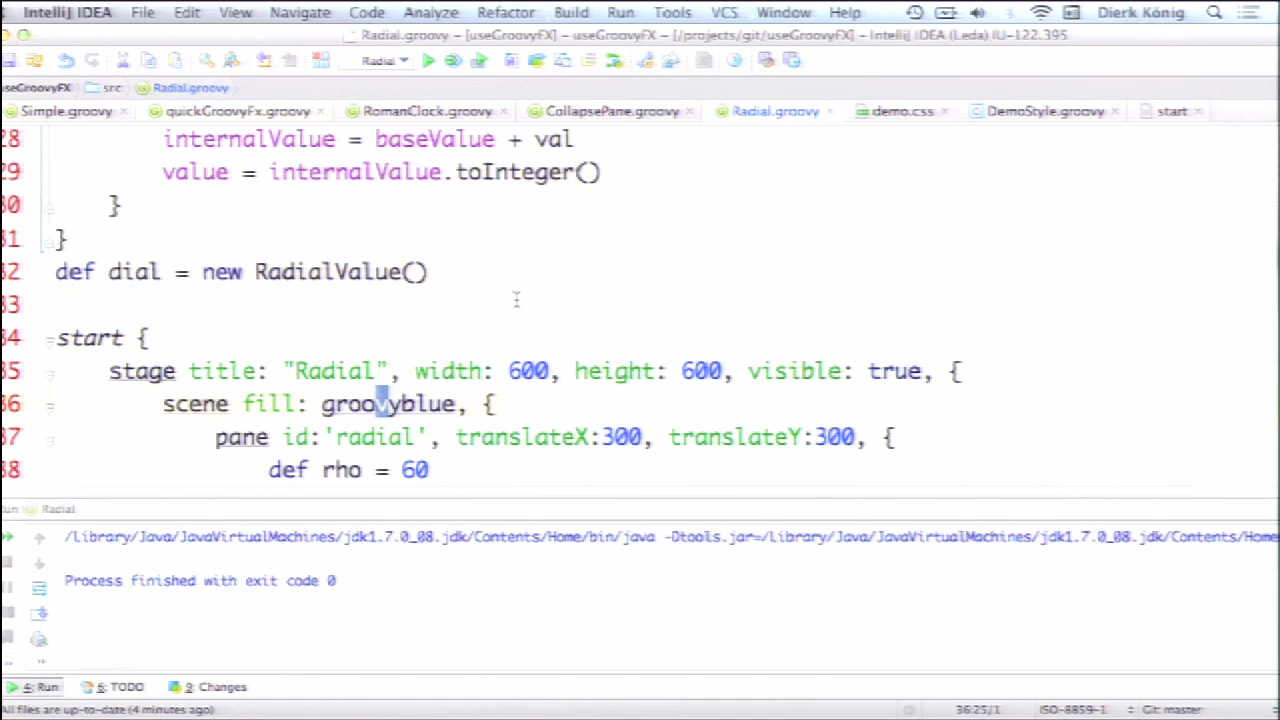 IntelliJ IDEA File Edit View Navigate Code Analyze Refactor Build Run Tools VCS Window Help Dierk König
Radial.groovy – [useGroovyFX] – useGroovyFX – [/projects/git/useGroovyFX] – IntelliJ IDEA (Leda) IU-122.395
Radial
seGroovyFX src Radial.groovy
Simple.groovy quickGroovyFx.groovy RomanClock.groovy CollapsePane.groovy Radial.groovy demo.css DemoStyle.groovy start
28 internalValue = baseValue + val
29 value = internalValue.toInteger()
30 }
31 }
32 def dial = new RadialValue()
33
34 start {
35 stage title: "Radial", width: 600, height: 600, visible: true, {
36 scene fill: groovyblue, {
37 pane id:'radial', translateX:300, translateY:300, {
38 def rho = 60
un Radial
/Library/Java/JavaVirtualMachines/jdk1.7.0_08.jdk/Contents/Home/bin/java -Dtools.jar=/Library/Java/JavaVirtualMachines/jdk1.7.0_08.jdk/Contents/Home
Process finished with exit code 0
4: Run 6: TODO 9: Changes
All files are up-to-date (4 minutes ago) 36:25/1 ISO-8859-1 Git: master